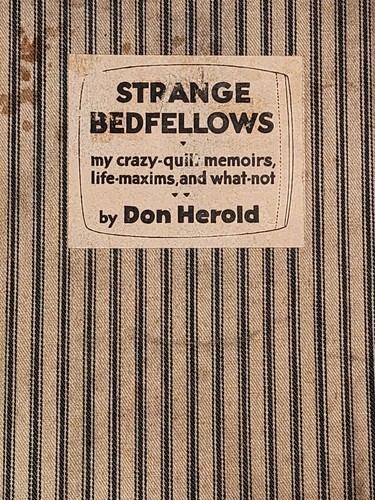 STRANGE
BEDFELLOWS
my crazy-quilt memoirs,
life-maxims, and what-not
by Don Herold